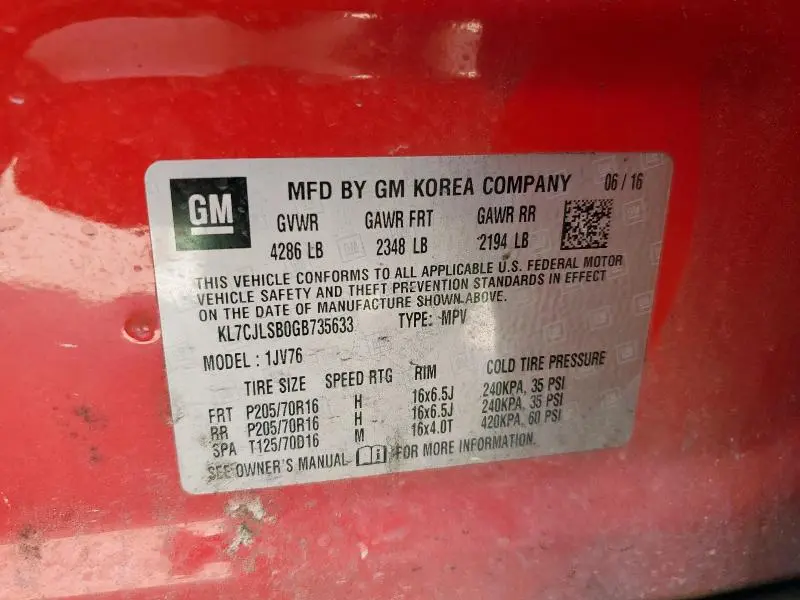 GM
MFD BY GM KOREA COMPANY 06 / 16
GVWR GAWR FRT GAWR RR
4286 LB 2348 LB 2194 LB
THIS VEHICLE CONFORMS TO ALL APPLICABLE U.S. FEDERAL MOTOR
VEHICLE SAFETY AND THEFT PREVENTION STANDARDS IN EFFECT
ON THE DATE OF MANUFACTURE SHOWN ABOVE.
KL7CJLSB0GB735633 TYPE: MPV
MODEL : 1JV76
TIRE SIZE SPEED RTG RIM COLD TIRE PRESSURE
FRT P205/70R16 H 16x6.5J 240KPA, 35 PSI
RR P205/70R16 H 16x6.5J 240KPA, 35 PSI
SPA T125/70D16 M 16x4.0T 420KPA, 60 PSI
SEE OWNER'S MANUAL FOR MORE INFORMATION.